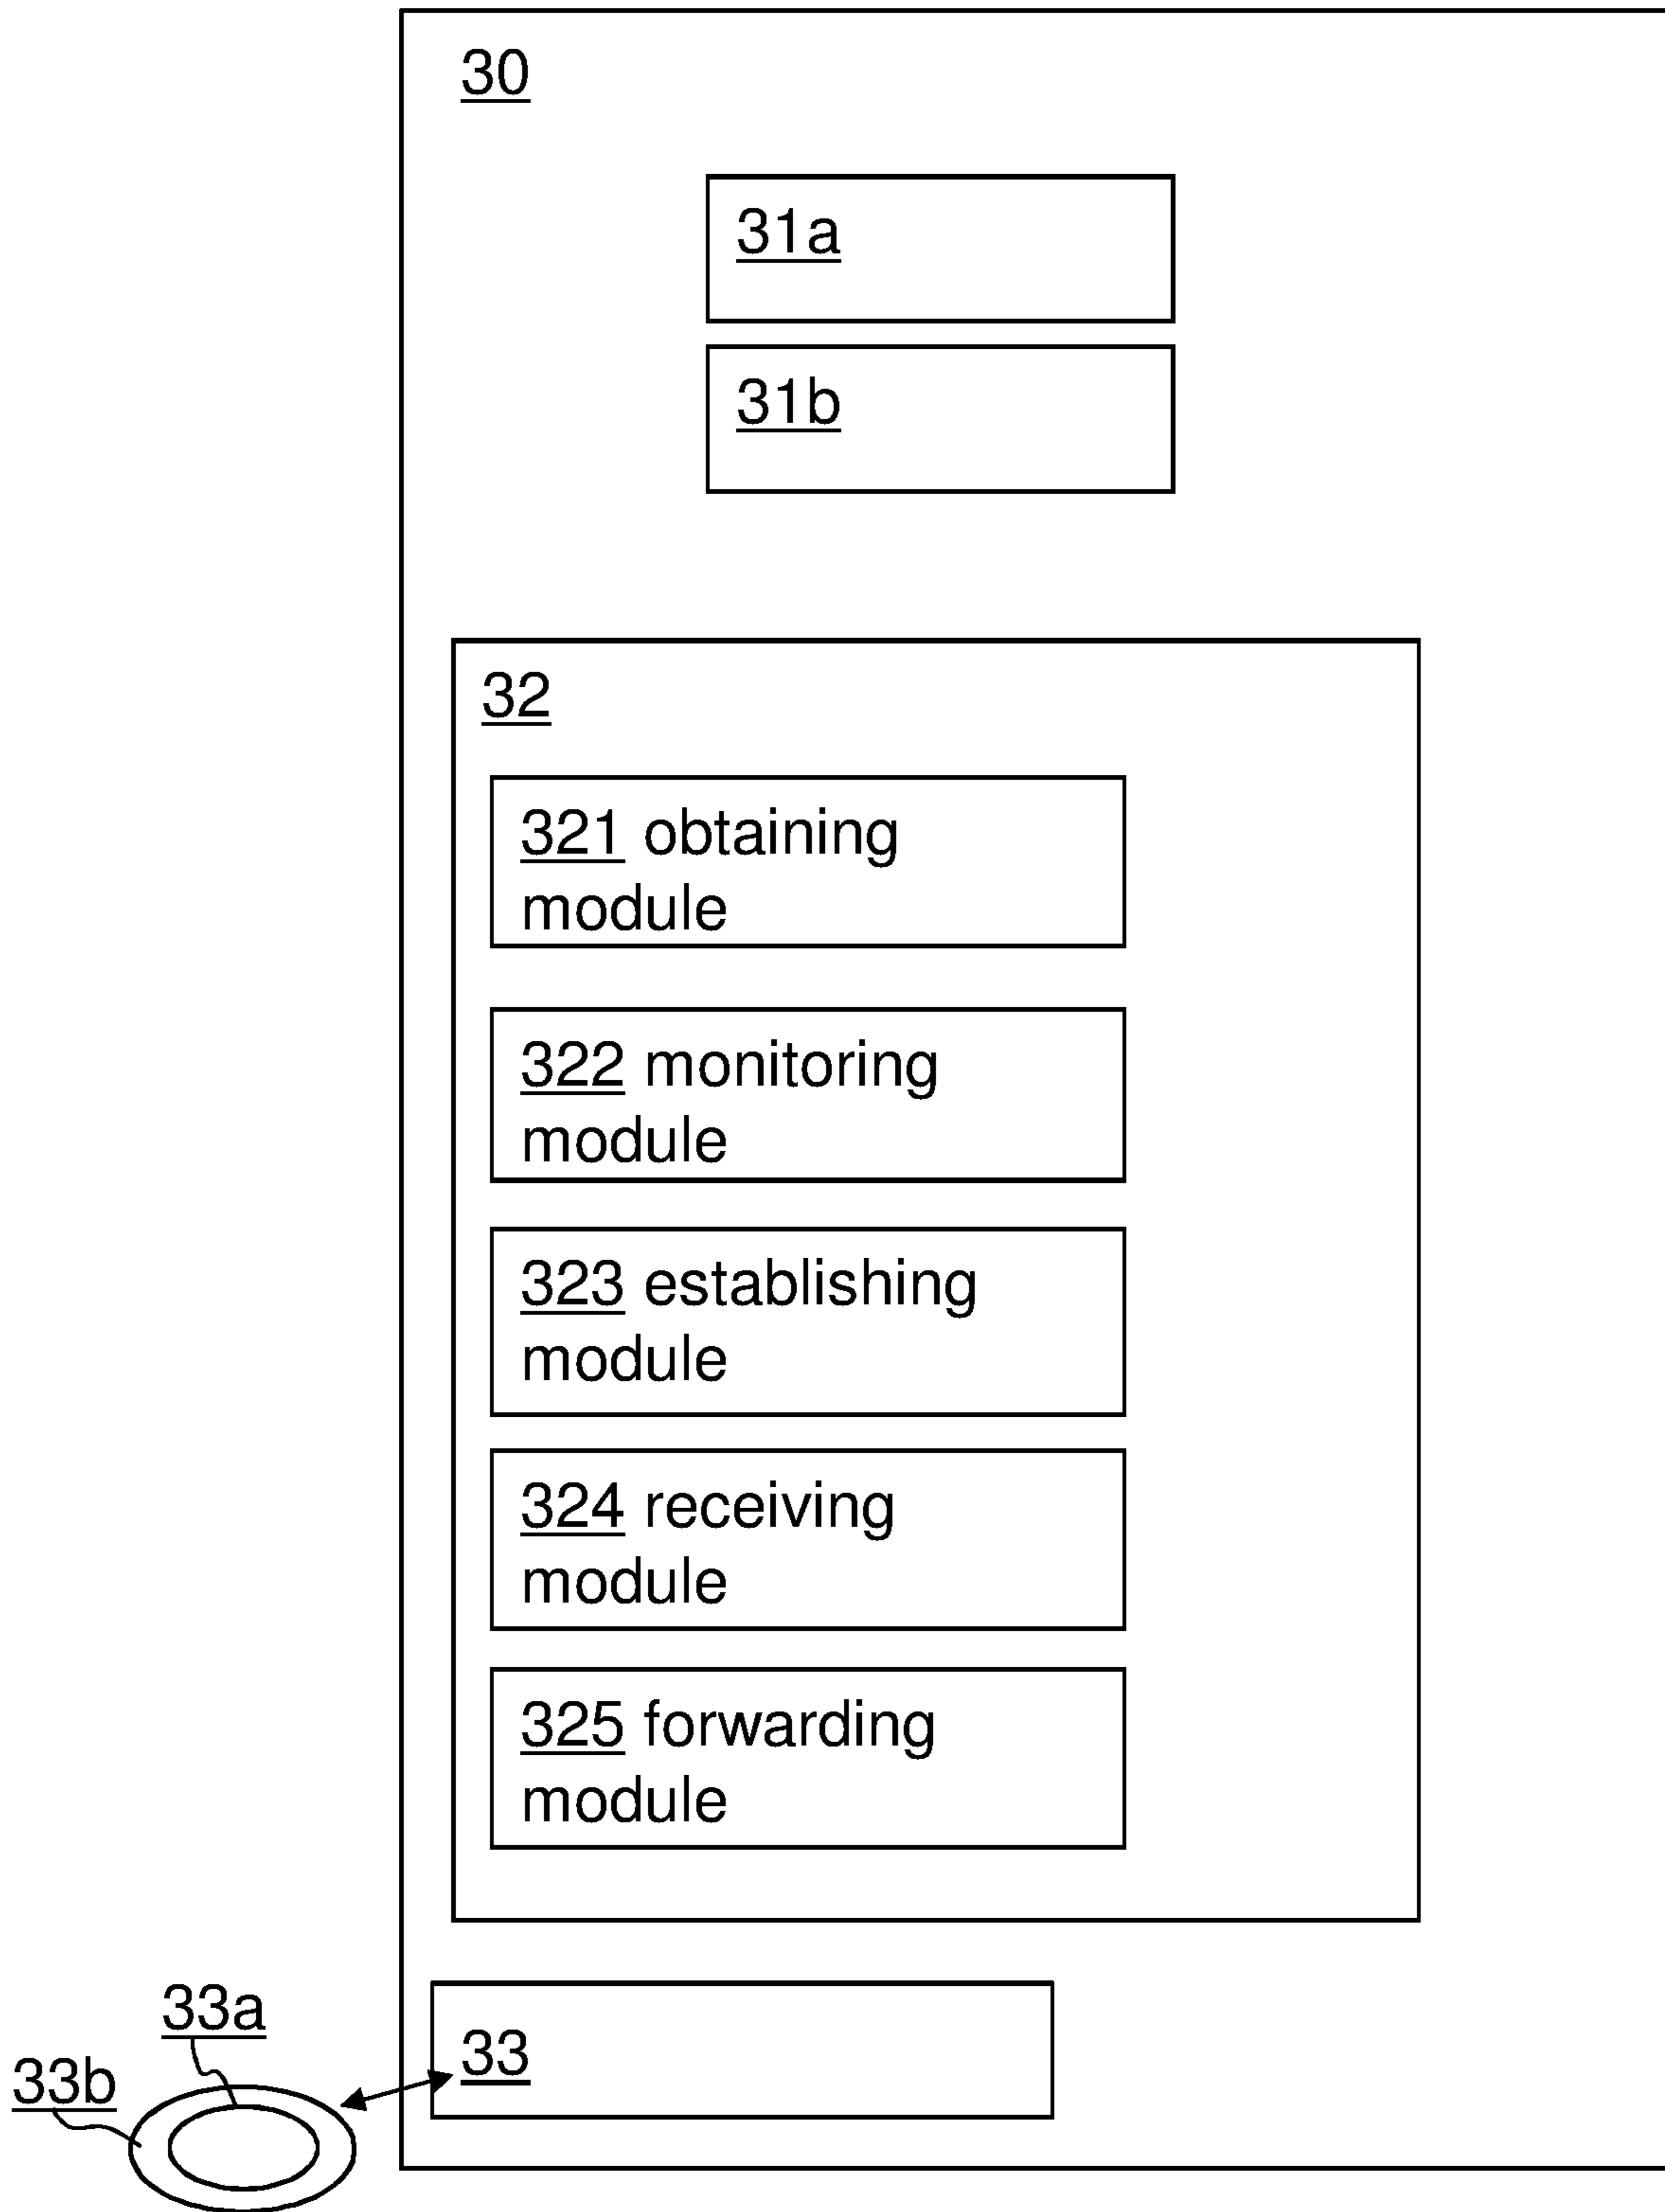 30
31a
31b
32
321 obtaining
module
322 monitoring
module
323 establishing
module
324 receiving
module
325 forwarding
module
33a
33
33b